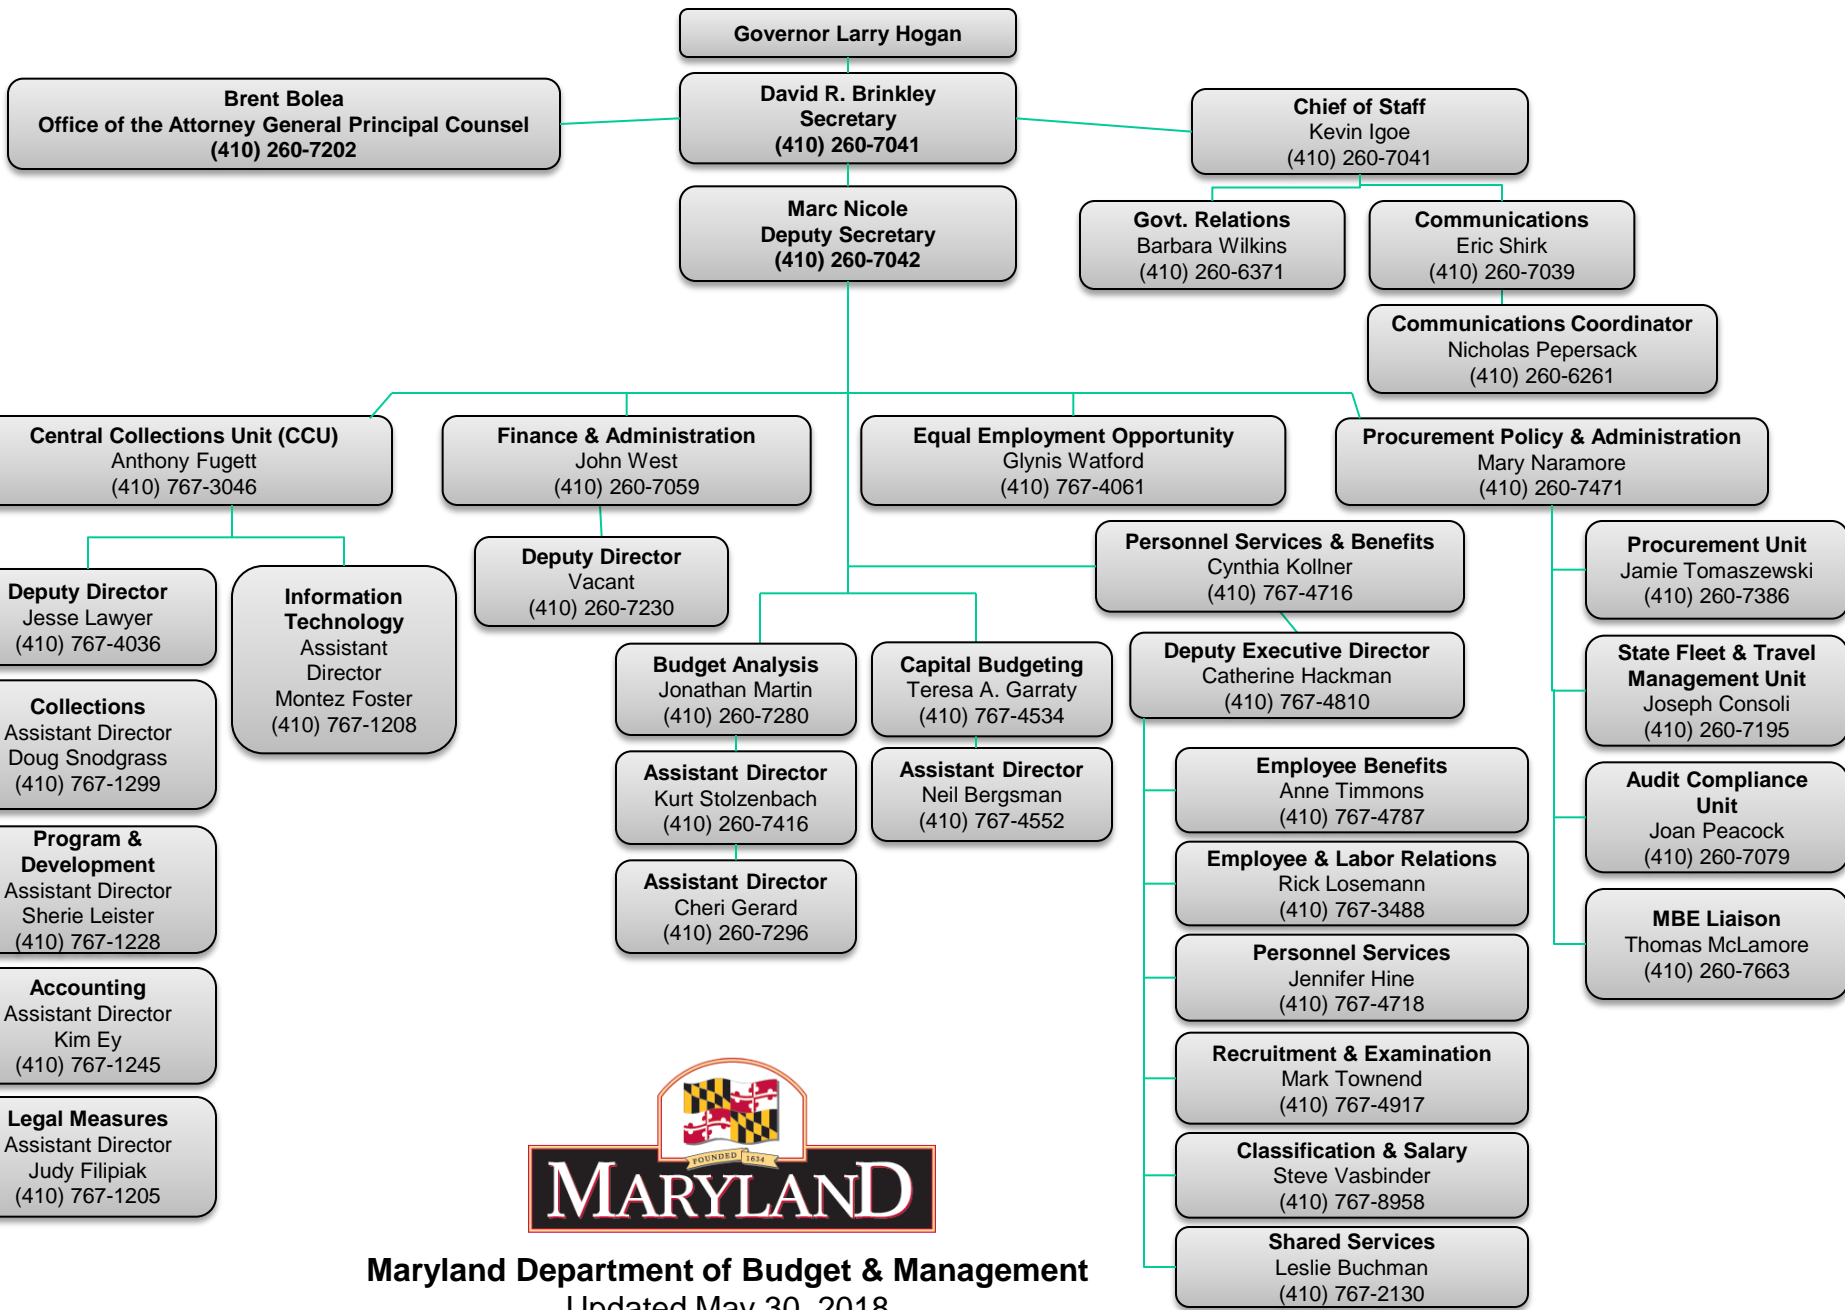 Governor Larry Hogan
Brent Bolea
Office of the Attorney General Principal Counsel
(410) 260-7202
David R. Brinkley
Secretary
(410) 260-7041
Chief of Staff
Kevin Igoe
(410) 260-7041
Marc Nicole
Deputy Secretary
(410) 260-7042
Govt. Relations
Barbara Wilkins
(410) 260-6371
Communications
Eric Shirk
(410) 260-7039
Communications Coordinator
Nicholas Pepersack
(410) 260-6261
Central Collections Unit (CCU)
Anthony Fugett
(410) 767-3046
Finance & Administration
John West
(410) 260-7059
Equal Employment Opportunity
Glynis Watford
(410) 767-4061
Procurement Policy & Administration
Mary Naramore
(410) 260-7471
Deputy Director
Jesse Lawyer
(410) 767-4036
Collections
Assistant Director
Doug Snodgrass
(410) 767-1299
Program &
Development
Assistant Director
Sherie Leister
(410) 767-1228
Accounting
Assistant Director
Kim Ey
(410) 767-1245
Legal Measures
Assistant Director
Judy Filipiak
(410) 767-1205
Information
Technology
Assistant
Director
Montez Foster
(410) 767-1208
Deputy Director
Vacant
(410) 260-7230
Budget Analysis
Jonathan Martin
(410) 260-7280
Assistant Director
Kurt Stolzenbach
(410) 260-7416
Assistant Director
Cheri Gerard
(410) 260-7296
Capital Budgeting
Teresa A. Garraty
(410) 767-4534
Assistant Director
Neil Bergsman
(410) 767-4552
Personnel Services & Benefits
Cynthia Kollner
(410) 767-4716
Deputy Executive Director
Catherine Hackman
(410) 767-4810
Employee Benefits
Anne Timmons
(410) 767-4787
Employee & Labor Relations
Rick Losemann
(410) 767-3488
Personnel Services
Jennifer Hine
(410) 767-4718
Recruitment & Examination
Mark Townend
(410) 767-4917
Classification & Salary
Steve Vasbinder
(410) 767-8958
Shared Services
Leslie Buchman
(410) 767-2130
Procurement Unit
Jamie Tomaszewski
(410) 260-7386
State Fleet & Travel
Management Unit
Joseph Consoli
(410) 260-7195
Audit Compliance
Unit
Joan Peacock
(410) 260-7079
MBE Liaison
Thomas McLamore
(410) 260-7663
FOUNDED 1634
MARYLAND
Maryland Department of Budget & Management
Updated May 30, 2018